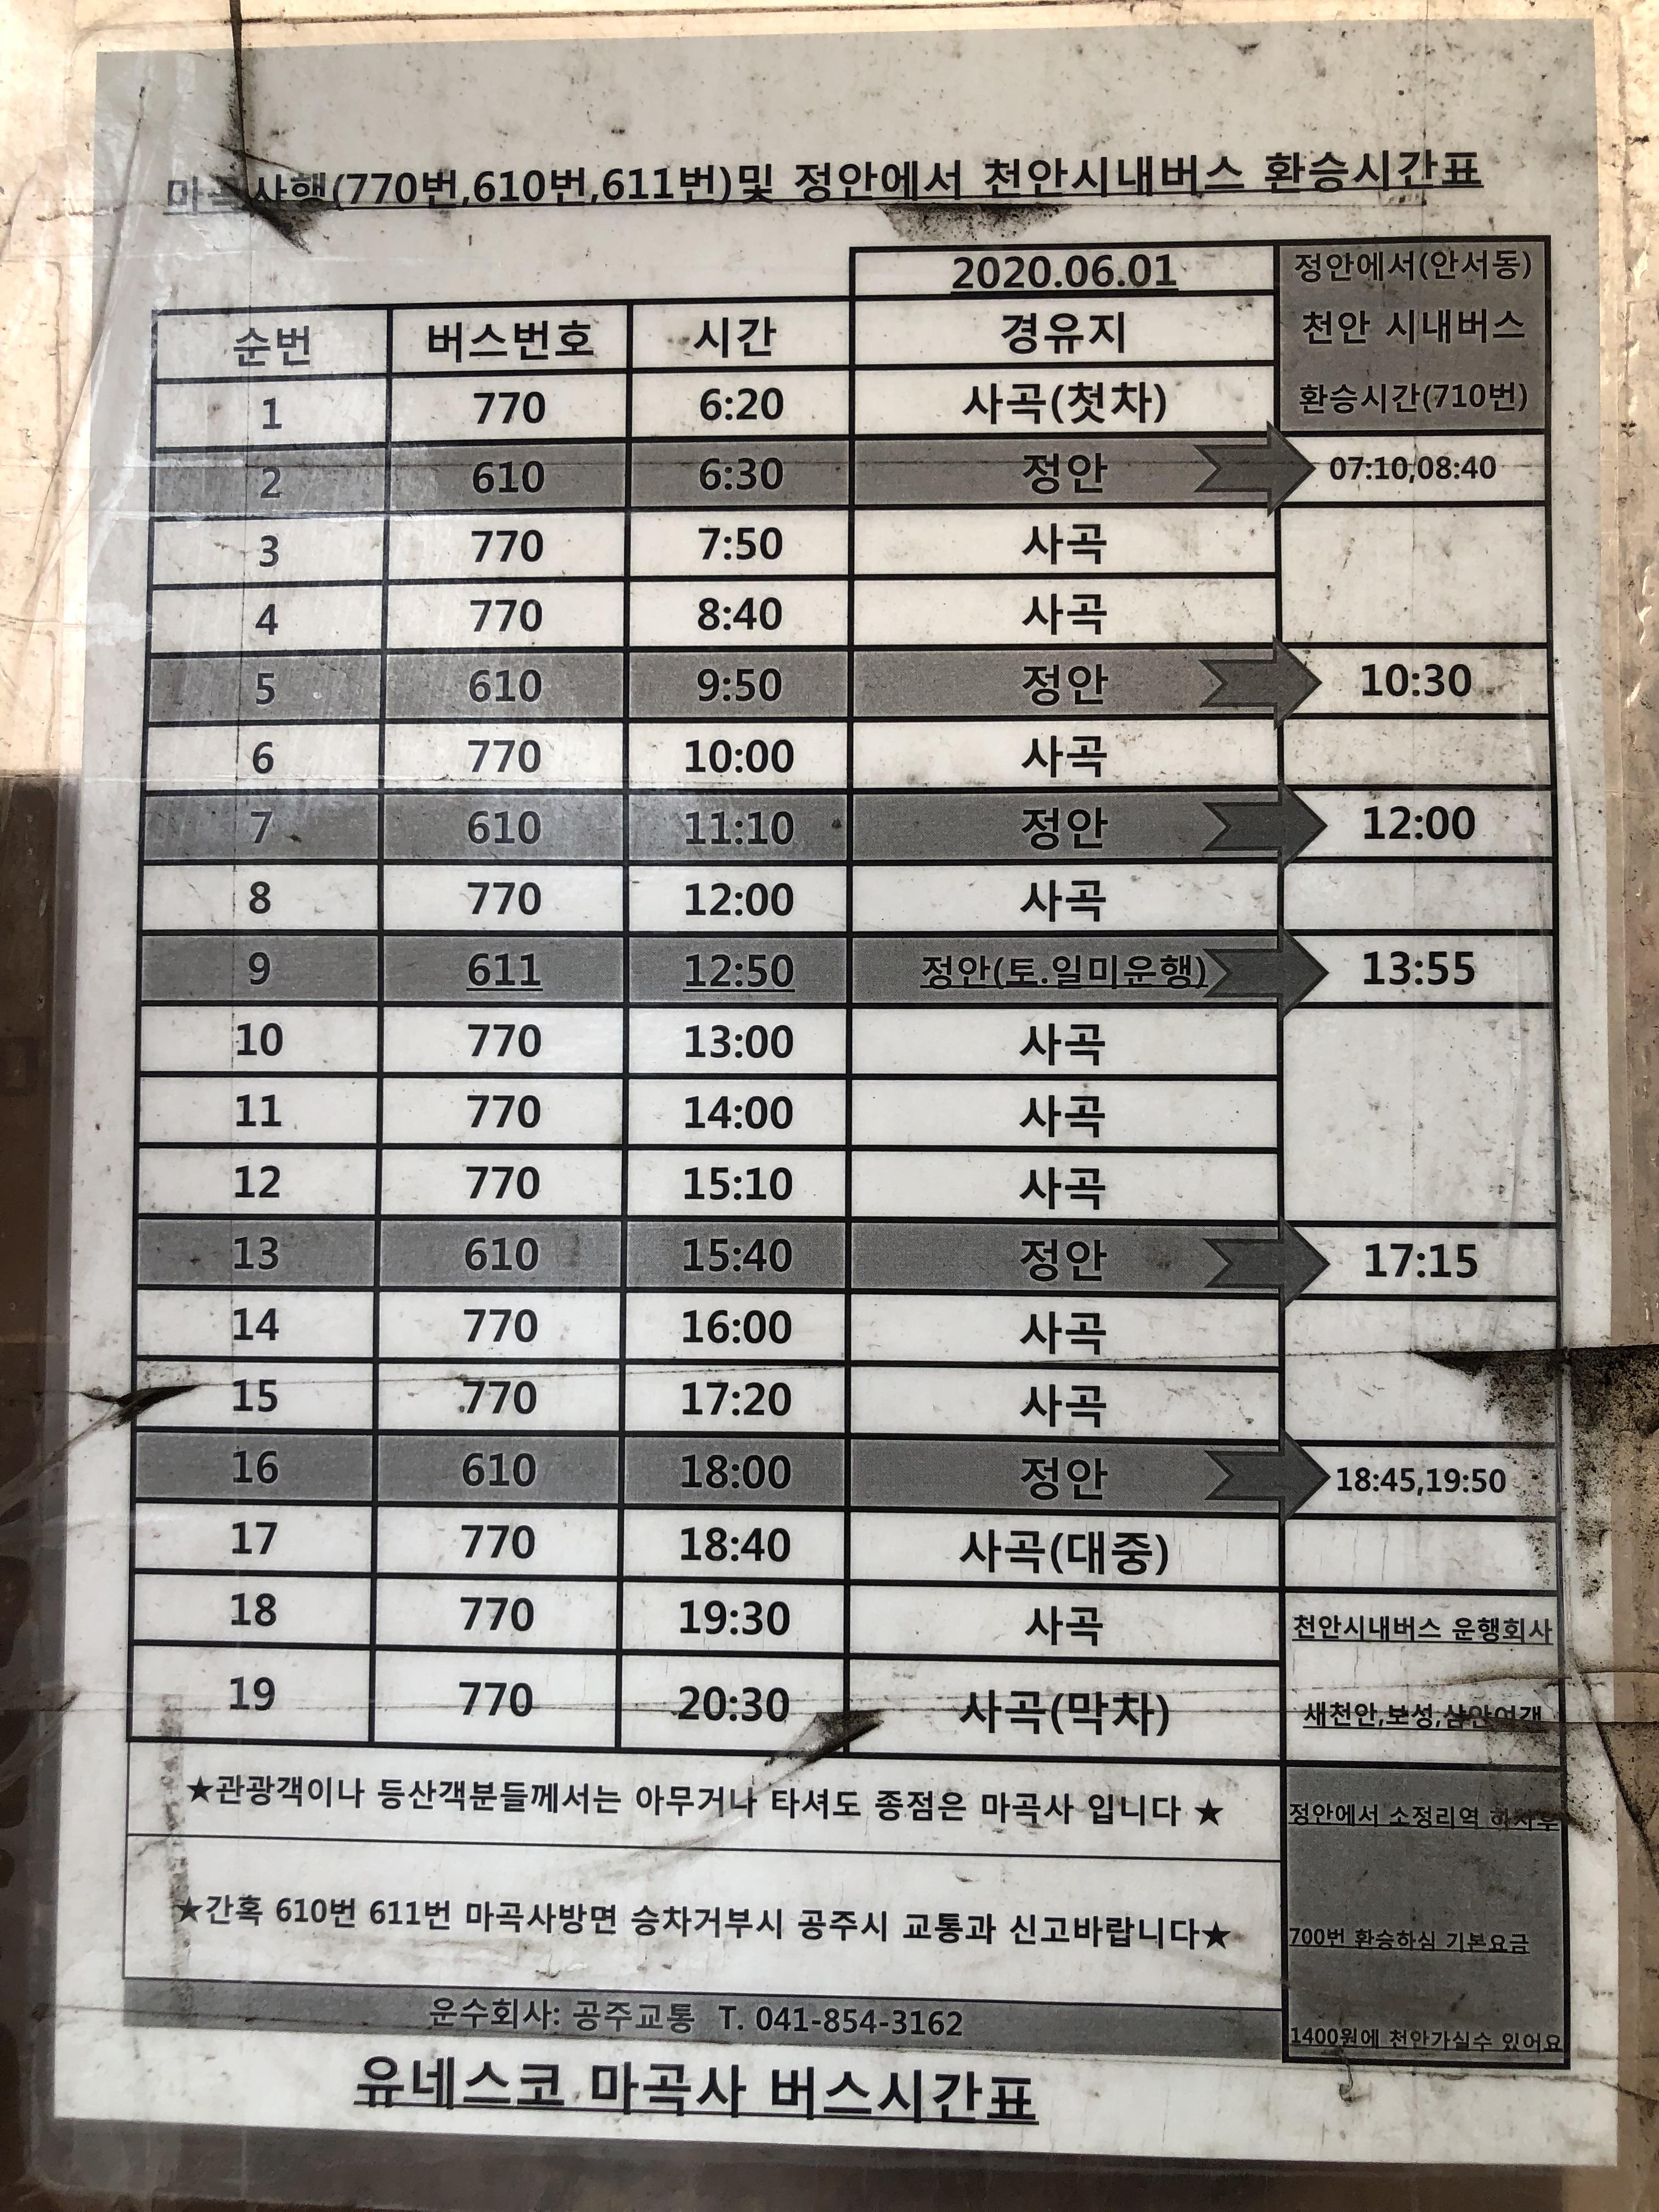 마곡사행(770번,610번,611번)및 정안에서 천안시내버스 환승시간표
2020.06.01
정안에서(안서동)
천안 시내버스
환승시간(710번)
순번 버스번호 시간 경유지
1 770 6:20 사곡(첫차)
2 610 6:30 정안 07:10,08:40
3 770 7:50 사곡
4 770 8:40 사곡
5 610 9:50 정안 10:30
6 770 10:00 사곡
7 610 11:10 정안 12:00
8 770 12:00 사곡
9 611 12:50 정안(토.일미운행) 13:55
10 770 13:00 사곡
11 770 14:00 사곡
12 770 15:10 사곡
13 610 15:40 정안 17:15
14 770 16:00 사곡
15 770 17:20 사곡
16 610 18:00 정안 18:45,19:50
17 770 18:40 사곡(대중)
18 770 19:30 사곡
19 770 20:30 사곡(막차)
천안시내버스 운행회사
새천안,보성,삼안여객
★관광객이나 등산객분들께서는 아무거나 타셔도 종점은 마곡사 입니다 ★
★간혹 610번 611번 마곡사방면 승차거부시 공주시 교통과 신고바랍니다★
정안에서 소정리역 하차후
700번 환승하심 기본요금
1400원에 천안가실수 있어요
운수회사: 공주교통 T. 041-854-3162
유네스코 마곡사 버스시간표